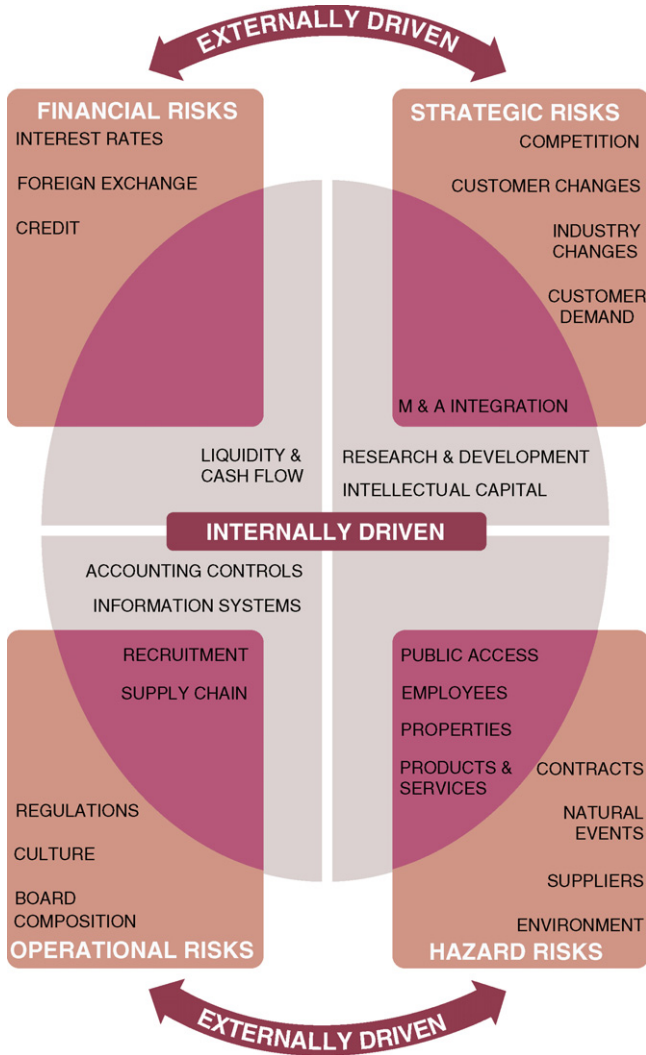 EXTERNALLY DRIVEN
FINANCIAL RISKS
INTEREST RATES
FOREIGN EXCHANGE
CREDIT
STRATEGIC RISKS
COMPETITION
CUSTOMER CHANGES
INDUSTRY
CHANGES
CUSTOMER
DEMAND
M & A INTEGRATION
LIQUIDITY &
CASH FLOW
RESEARCH & DEVELOPMENT
INTELLECTUAL CAPITAL
INTERNALLY DRIVEN
ACCOUNTING CONTROLS
INFORMATION SYSTEMS
RECRUITMENT
SUPPLY CHAIN
REGULATIONS
CULTURE
BOARD
COMPOSITION
OPERATIONAL RISKS
PUBLIC ACCESS
EMPLOYEES
PROPERTIES
PRODUCTS &
SERVICES
CONTRACTS
NATURAL
EVENTS
SUPPLIERS
ENVIRONMENT
HAZARD RISKS
EXTERNALLY DRIVEN